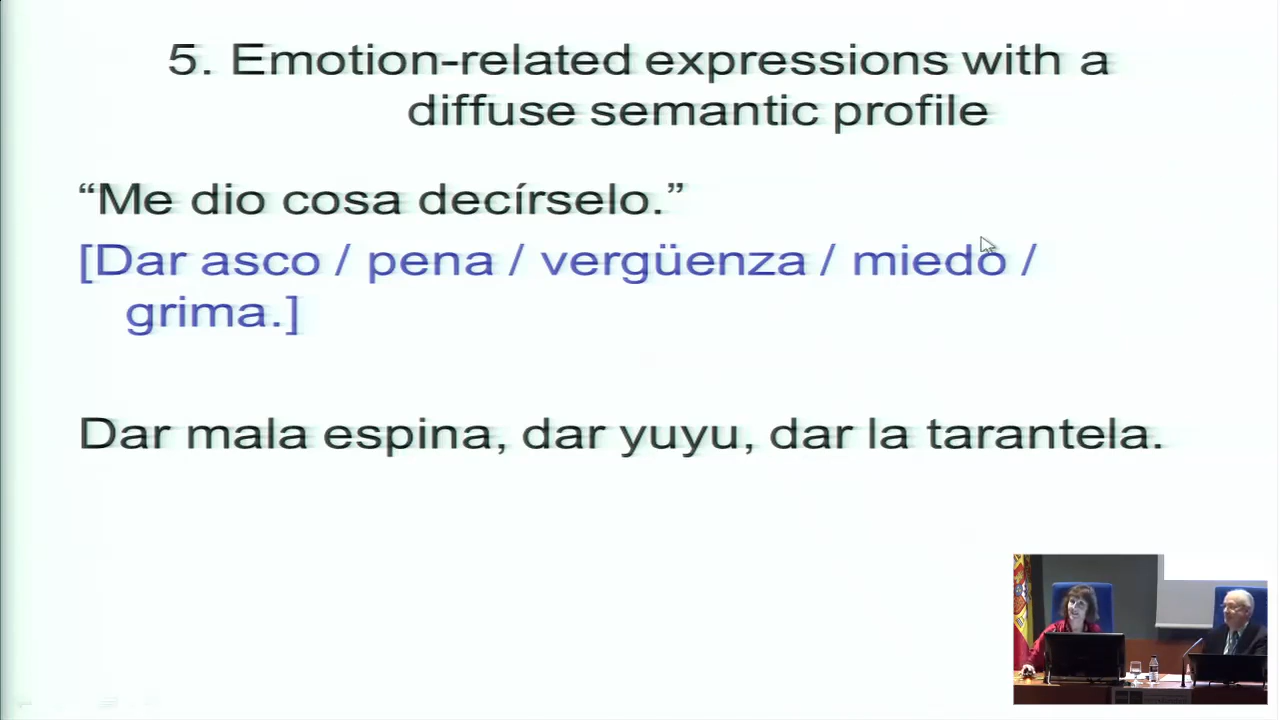 5. Emotion-related expressions with a
diffuse semantic profile
“Me dio cosa decírselo.”
[Dar asco / pena / vergüenza / miedo /
grima.]
Dar mala espina, dar yuyu, dar la tarantela.